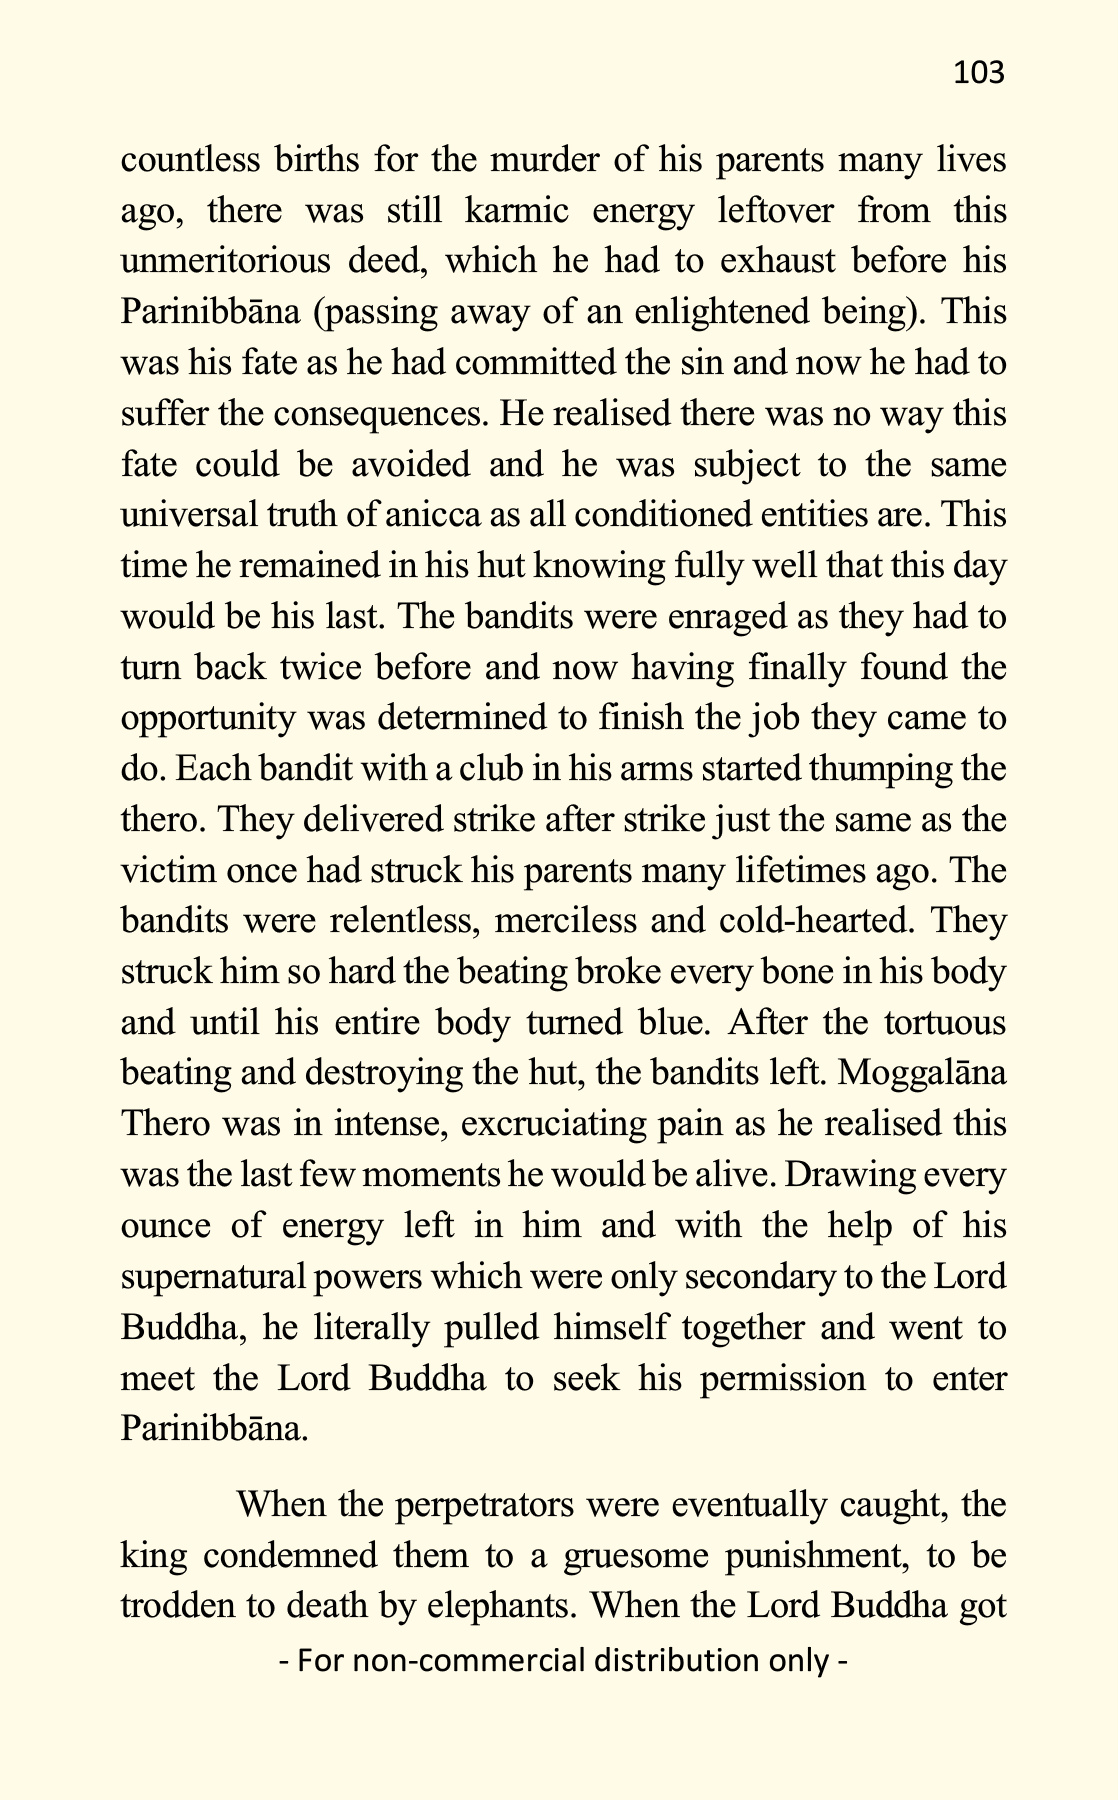 103
countless births for the murder of his parents many lives
ago, there was still karmic energy leftover from this
unmeritorious deed, which he had to exhaust before his
Parinibbāna (passing away of an enlightened being). This
was his fate as he had committed the sin and now he had to
suffer the consequences. He realised there was no way this
fate could be avoided and he was subject to the same
universal truth of anicca as all conditioned entities are. This
time he remained in his hut knowing fully well that this day
would be his last. The bandits were enraged as they had to
turn back twice before and now having finally found the
opportunity was determined to finish the job they came to
do. Each bandit with a club in his arms started thumping the
thero. They delivered strike after strike just the same as the
victim once had struck his parents many lifetimes ago. The
bandits were relentless, merciless and cold-hearted. They
struck him so hard the beating broke every bone in his body
and until his entire body turned blue. After the tortuous
beating and destroying the hut, the bandits left. Moggalāna
Thero was in intense, excruciating pain as he realised this
was the last few moments he would be alive. Drawing every
ounce of energy left in him and with the help of his
supernatural powers which were only secondary to the Lord
Buddha, he literally pulled himself together and went to
meet the Lord Buddha to seek his permission to enter
Parinibbāna.
When the perpetrators were eventually caught, the
king condemned them to a gruesome punishment, to be
trodden to death by elephants. When the Lord Buddha got
- For non-commercial distribution only -